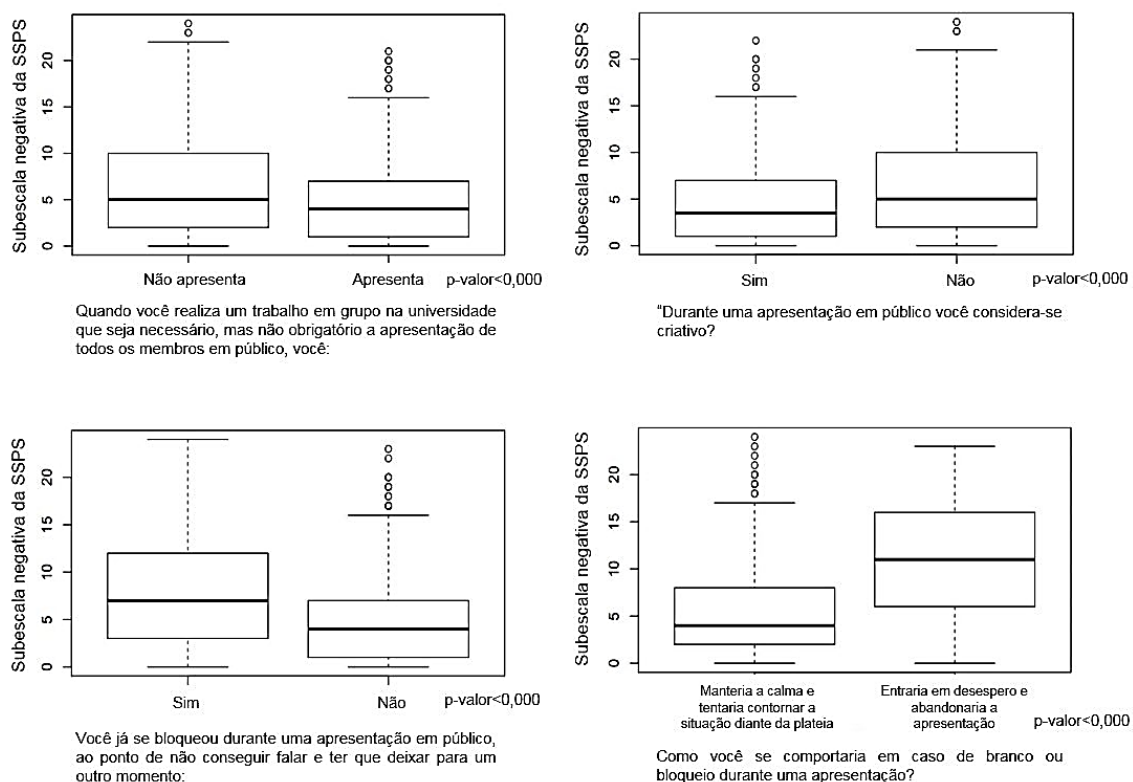 Subescala negativa da SSPS
20
15
10
5
0
Não apresenta
Apresenta
p-valor<0,000
Quando você realiza um trabalho em grupo na universidade
que seja necessário, mas não obrigatório a apresentação de
todos os membros em público, você:
Subescala negativa da SSPS
20
15
10
5
0
Sim
Não
p-valor<0,000
"Durante uma apresentação em público você considera-se
criativo?
Subescala negativa da SSPS
20
15
10
5
0
Sim
Não
p-valor<0,000
Você já se bloqueou durante uma apresentação em público,
ao ponto de não conseguir falar e ter que deixar para um
outro momento:
Subescala negativa da SSPS
20
15
10
5
0
Manteria a calma e
tentaria contornar a
situação diante da plateia
Entraria em desespero e
abandonaria a
apresentação
p-valor<0,000
Como você se comportaria em caso de branco ou
bloqueio durante uma apresentação?